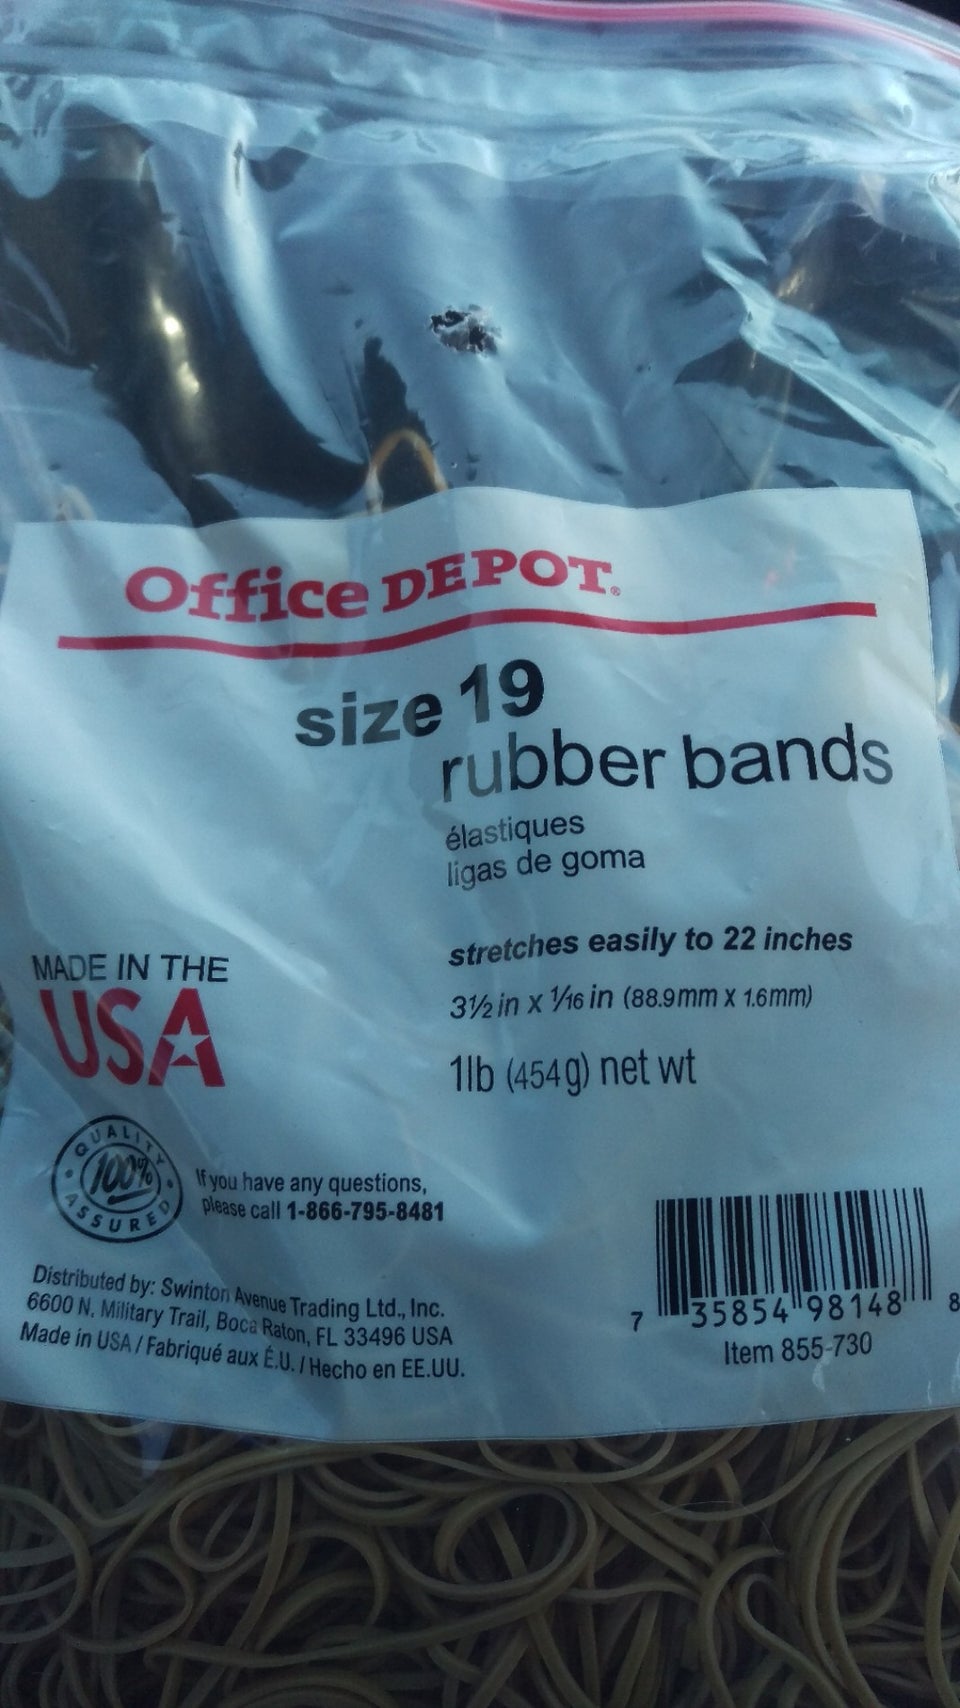 Office DEPOT®
size 19
rubber bands
élastiques
ligas de goma
stretches easily to 22 inches
3½ in x 1/16 in (88.9mm x 1.6mm)
1lb (454g) net wt
MADE IN THE
USA
QUALITY
100%
ASSURED
If you have any questions,
please call 1-866-795-8481
Distributed by: Swinton Avenue Trading Ltd., Inc.
6600 N. Military Trail, Boca Raton, FL 33496 USA
Made in USA / Fabriqué aux É.U. / Hecho en EE.UU.
7 35854 98148 8
Item 855-730